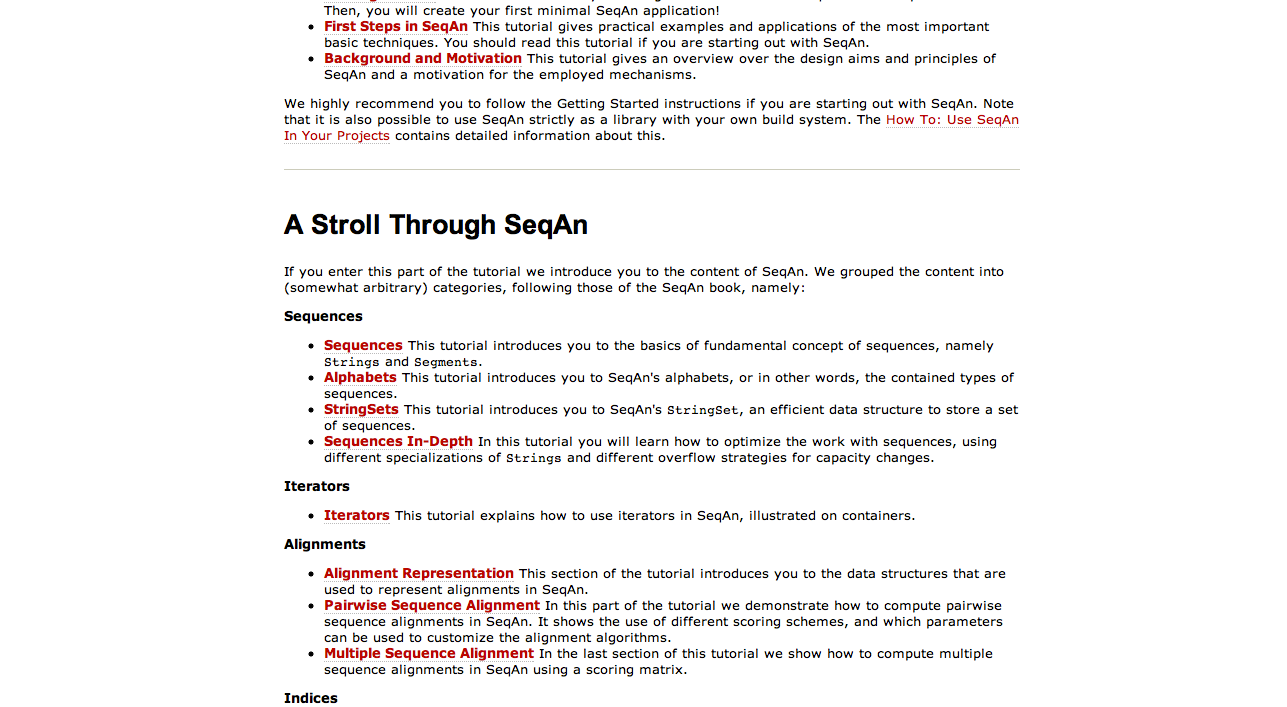 Then, you will create your first minimal SeqAn application!
First Steps in SeqAn This tutorial gives practical examples and applications of the most important
basic techniques. You should read this tutorial if you are starting out with SeqAn.
Background and Motivation This tutorial gives an overview over the design aims and principles of
SeqAn and a motivation for the employed mechanisms.
We highly recommend you to follow the Getting Started instructions if you are starting out with SeqAn. Note
that it is also possible to use SeqAn strictly as a library with your own build system. The How To: Use SeqAn
In Your Projects contains detailed information about this.
A Stroll Through SeqAn
If you enter this part of the tutorial we introduce you to the content of SeqAn. We grouped the content into
(somewhat arbitrary) categories, following those of the SeqAn book, namely:
Sequences
Sequences This tutorial introduces you to the basics of fundamental concept of sequences, namely
Strings and Segments.
Alphabets This tutorial introduces you to SeqAn's alphabets, or in other words, the contained types of
sequences.
StringSets This tutorial introduces you to SeqAn's StringSet, an efficient data structure to store a set
of sequences.
Sequences In-Depth In this tutorial you will learn how to optimize the work with sequences, using
different specializations of Strings and different overflow strategies for capacity changes.
Iterators
Iterators This tutorial explains how to use iterators in SeqAn, illustrated on containers.
Alignments
Alignment Representation This section of the tutorial introduces you to the data structures that are
used to represent alignments in SeqAn.
Pairwise Sequence Alignment In this part of the tutorial we demonstrate how to compute pairwise
sequence alignments in SeqAn. It shows the use of different scoring schemes, and which parameters
can be used to customize the alignment algorithms.
Multiple Sequence Alignment In the last section of this tutorial we show how to compute multiple
sequence alignments in SeqAn using a scoring matrix.
Indices